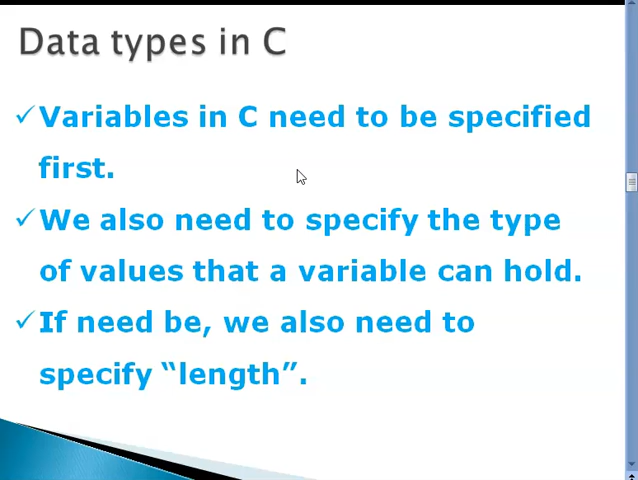 Data types in C
Variables in C need to be specified
first.
We also need to specify the type
of values that a variable can hold.
If need be, we also need to
specify “length”.